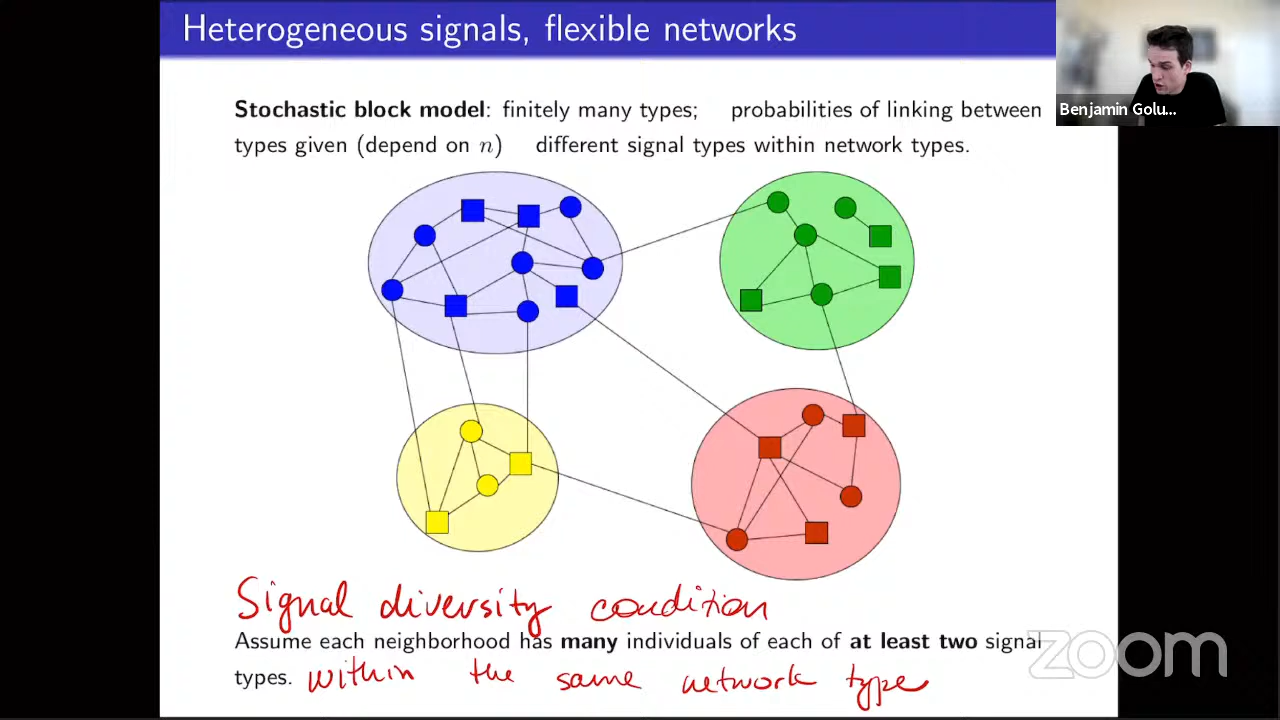 Heterogeneous signals, flexible networks
Benjamin Golu...
Stochastic block model: finitely many types; probabilities of linking between
types given (depend on n) different signal types within network types.
Signal diversity condition
Assume each neighborhood has many individuals of each of at least two signal
types. within the same network type
zoom